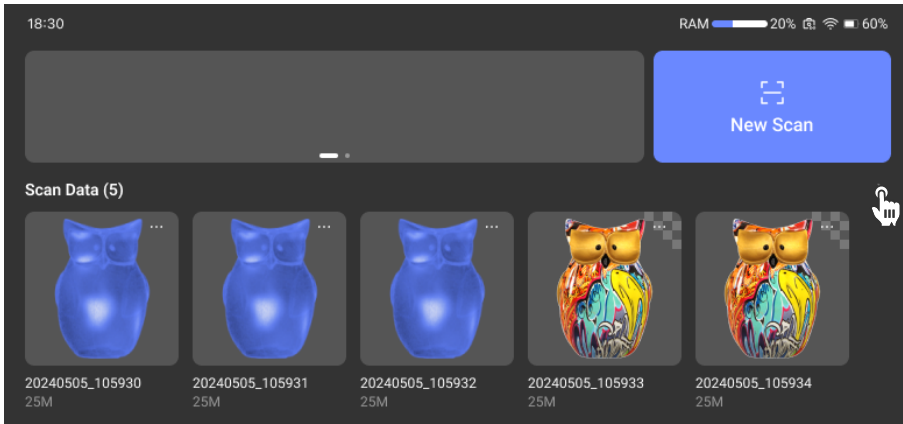 18:30
RAM 20% 60%
New Scan
Scan Data (5)
20240505_105930 20240505_105931 20240505_105932 20240505_105933 20240505_105934
25M 25M 25M 25M 25M